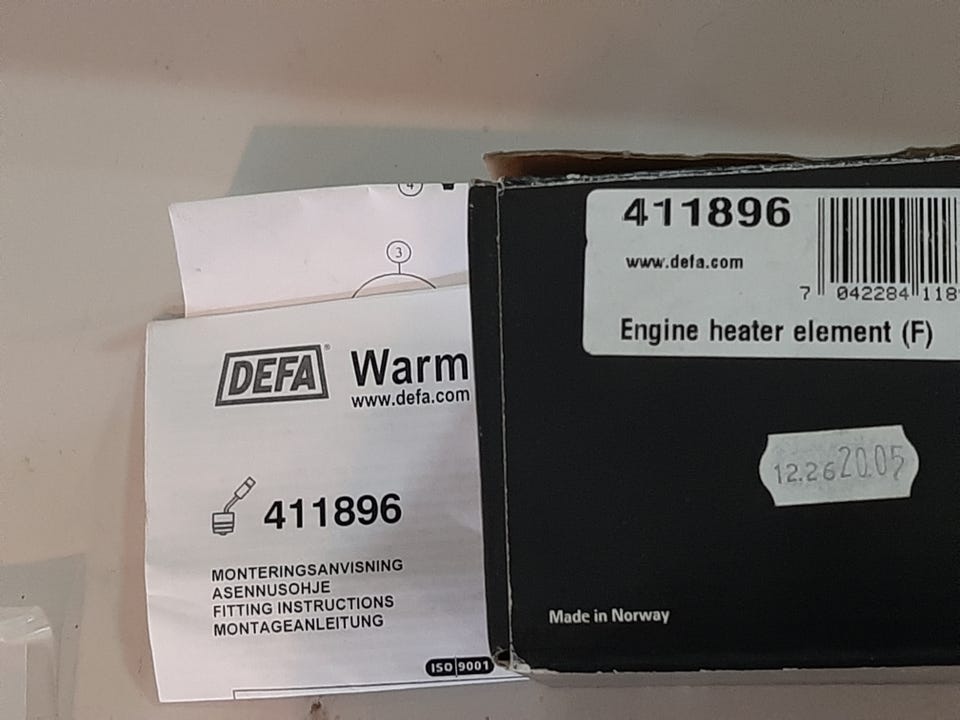 4
3
DEFA®
Warm
www.defa.com
411896
MONTERINGSANVISNING
ASENNUSOHJE
FITTING INSTRUCTIONS
MONTAGEANLEITUNG
ISO 9001
411896
www.defa.com
7 042284 118
Engine heater element (F)
12.26 20.05
Made in Norway